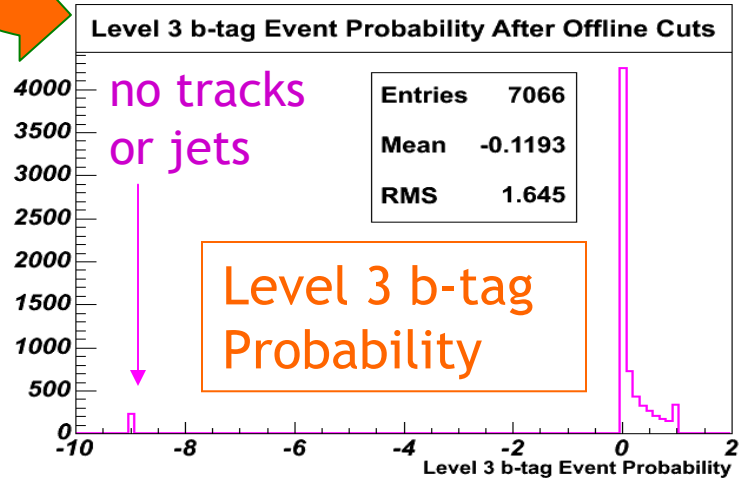 Level 3 b-tag Event Probability After Offline Cuts
no tracks
or jets
Entries 7066
Mean -0.1193
RMS 1.645
Level 3 b-tag
Probability
4000
3500
3000
2500
2000
1500
1000
500
0
-10 -8 -6 -4 -2 0 2
Level 3 b-tag Event Probability